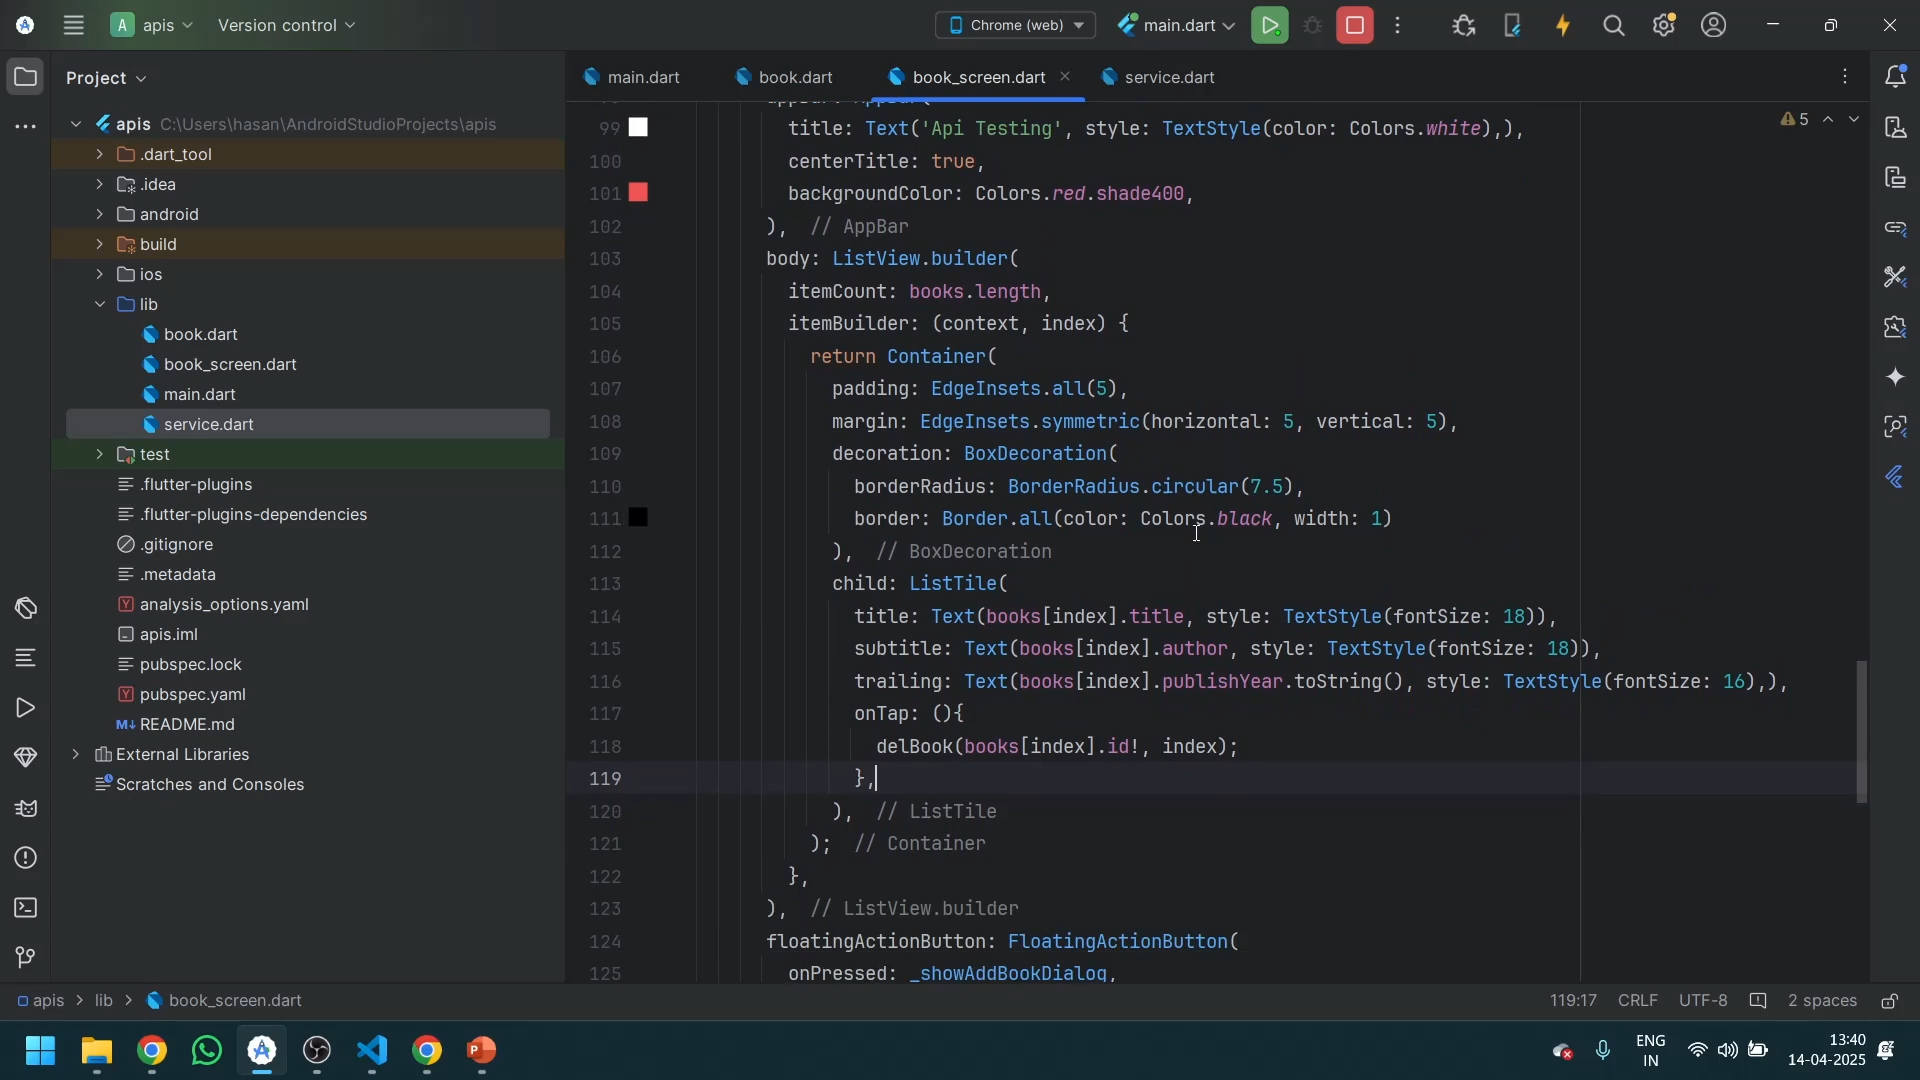 A apis
Version control
Chrome (web)
main.dart
Project
main.dart
book.dart
book_screen.dart
service.dart
apis C:\Users\hasan\AndroidStudioProjects\apis
.dart_tool
.idea
android
build
ios
lib
book.dart
book_screen.dart
main.dart
service.dart
test
.flutter-plugins
.flutter-plugins-dependencies
.gitignore
.metadata
analysis_options.yaml
apis.iml
pubspec.lock
pubspec.yaml
README.md
External Libraries
Scratches and Consoles
5
99 title: Text('Api Testing', style: TextStyle(color: Colors.white),),
100 centerTitle: true,
101 backgroundColor: Colors.red.shade400,
102 ), // AppBar
103 body: ListView.builder(
104 itemCount: books.length,
105 itemBuilder: (context, index) {
106 return Container(
107 padding: EdgeInsets.all(5),
108 margin: EdgeInsets.symmetric(horizontal: 5, vertical: 5),
109 decoration: BoxDecoration(
110 borderRadius: BorderRadius.circular(7.5),
111 border: Border.all(color: Colors.black, width: 1)
112 ), // BoxDecoration
113 child: ListTile(
114 title: Text(books[index].title, style: TextStyle(fontSize: 18)),
115 subtitle: Text(books[index].author, style: TextStyle(fontSize: 18)),
116 trailing: Text(books[index].publishYear.toString(), style: TextStyle(fontSize: 16),),
117 onTap: (){
118 delBook(books[index].id!, index);
119 },
120 ), // ListTile
121 ); // Container
122 },
123 ), // ListView.builder
124 floatingActionButton: FloatingActionButton(
125 onPressed: _showAddBookDialog,
apis > lib > book_screen.dart
119:17 CRLF UTF-8 2 spaces
ENG
IN
13:40
14-04-2025